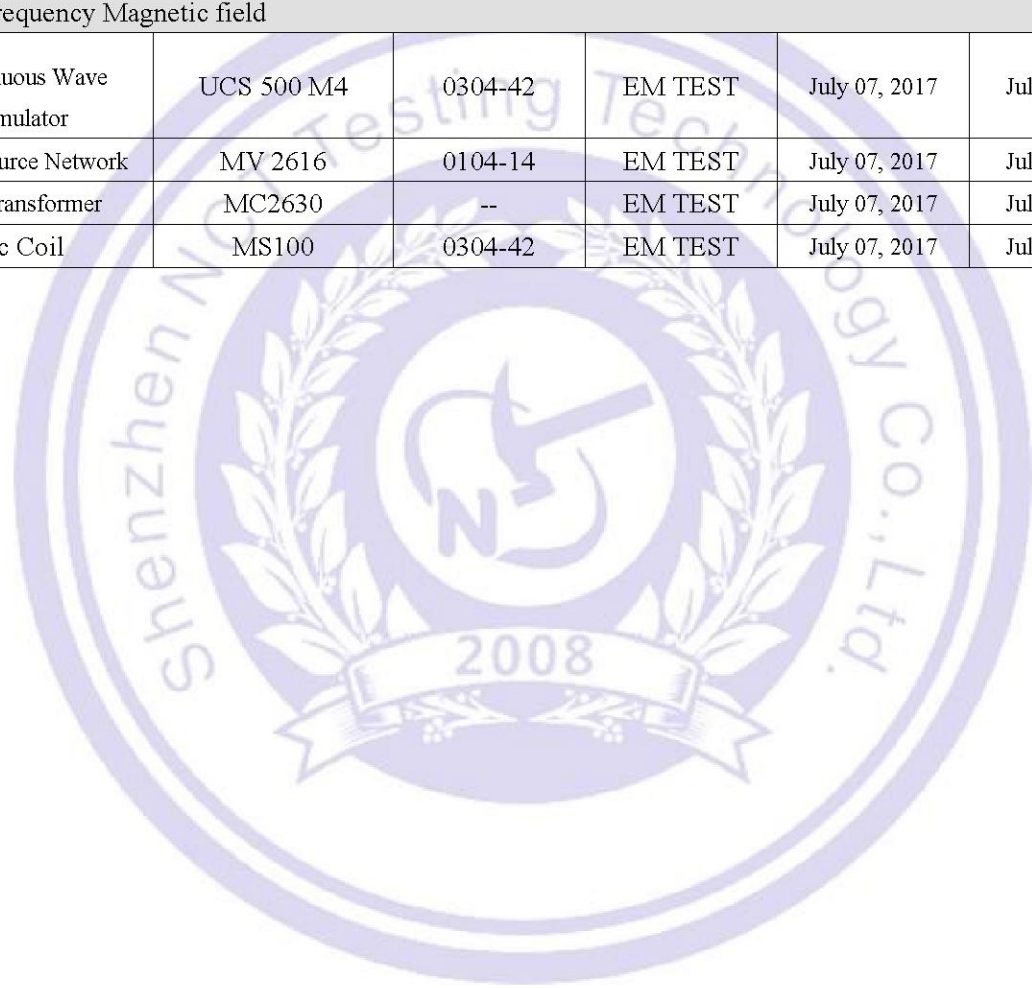 requency Magnetic field
uous Wave
mulator
UCS 500 M4 0304-42 EM TEST July 07, 2017 Jul
urce Network MV 2616 0104-14 EM TEST July 07, 2017 Jul
ransformer MC2630 -- EM TEST July 07, 2017 Jul
c Coil MS100 0304-42 EM TEST July 07, 2017 Jul
Shenzhen NCT Testing Technology Co.,Ltd.
N
2008